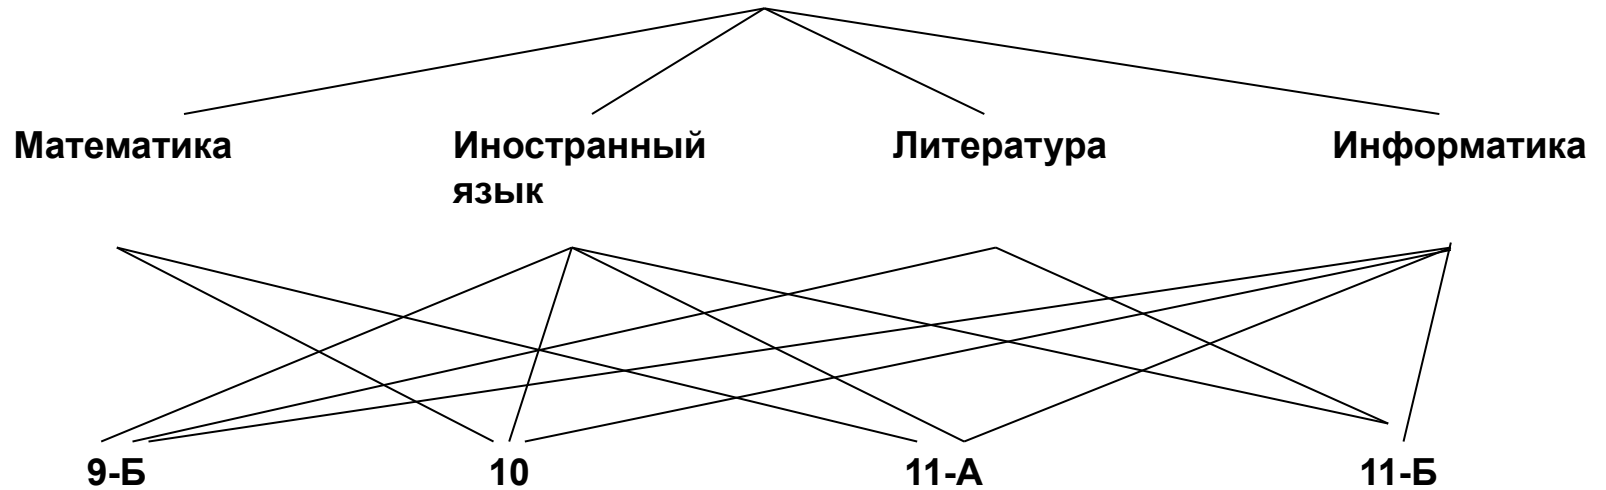 Математика
Иностранный
язык
Литература
Информатика
9-Б
10
11-А
11-Б